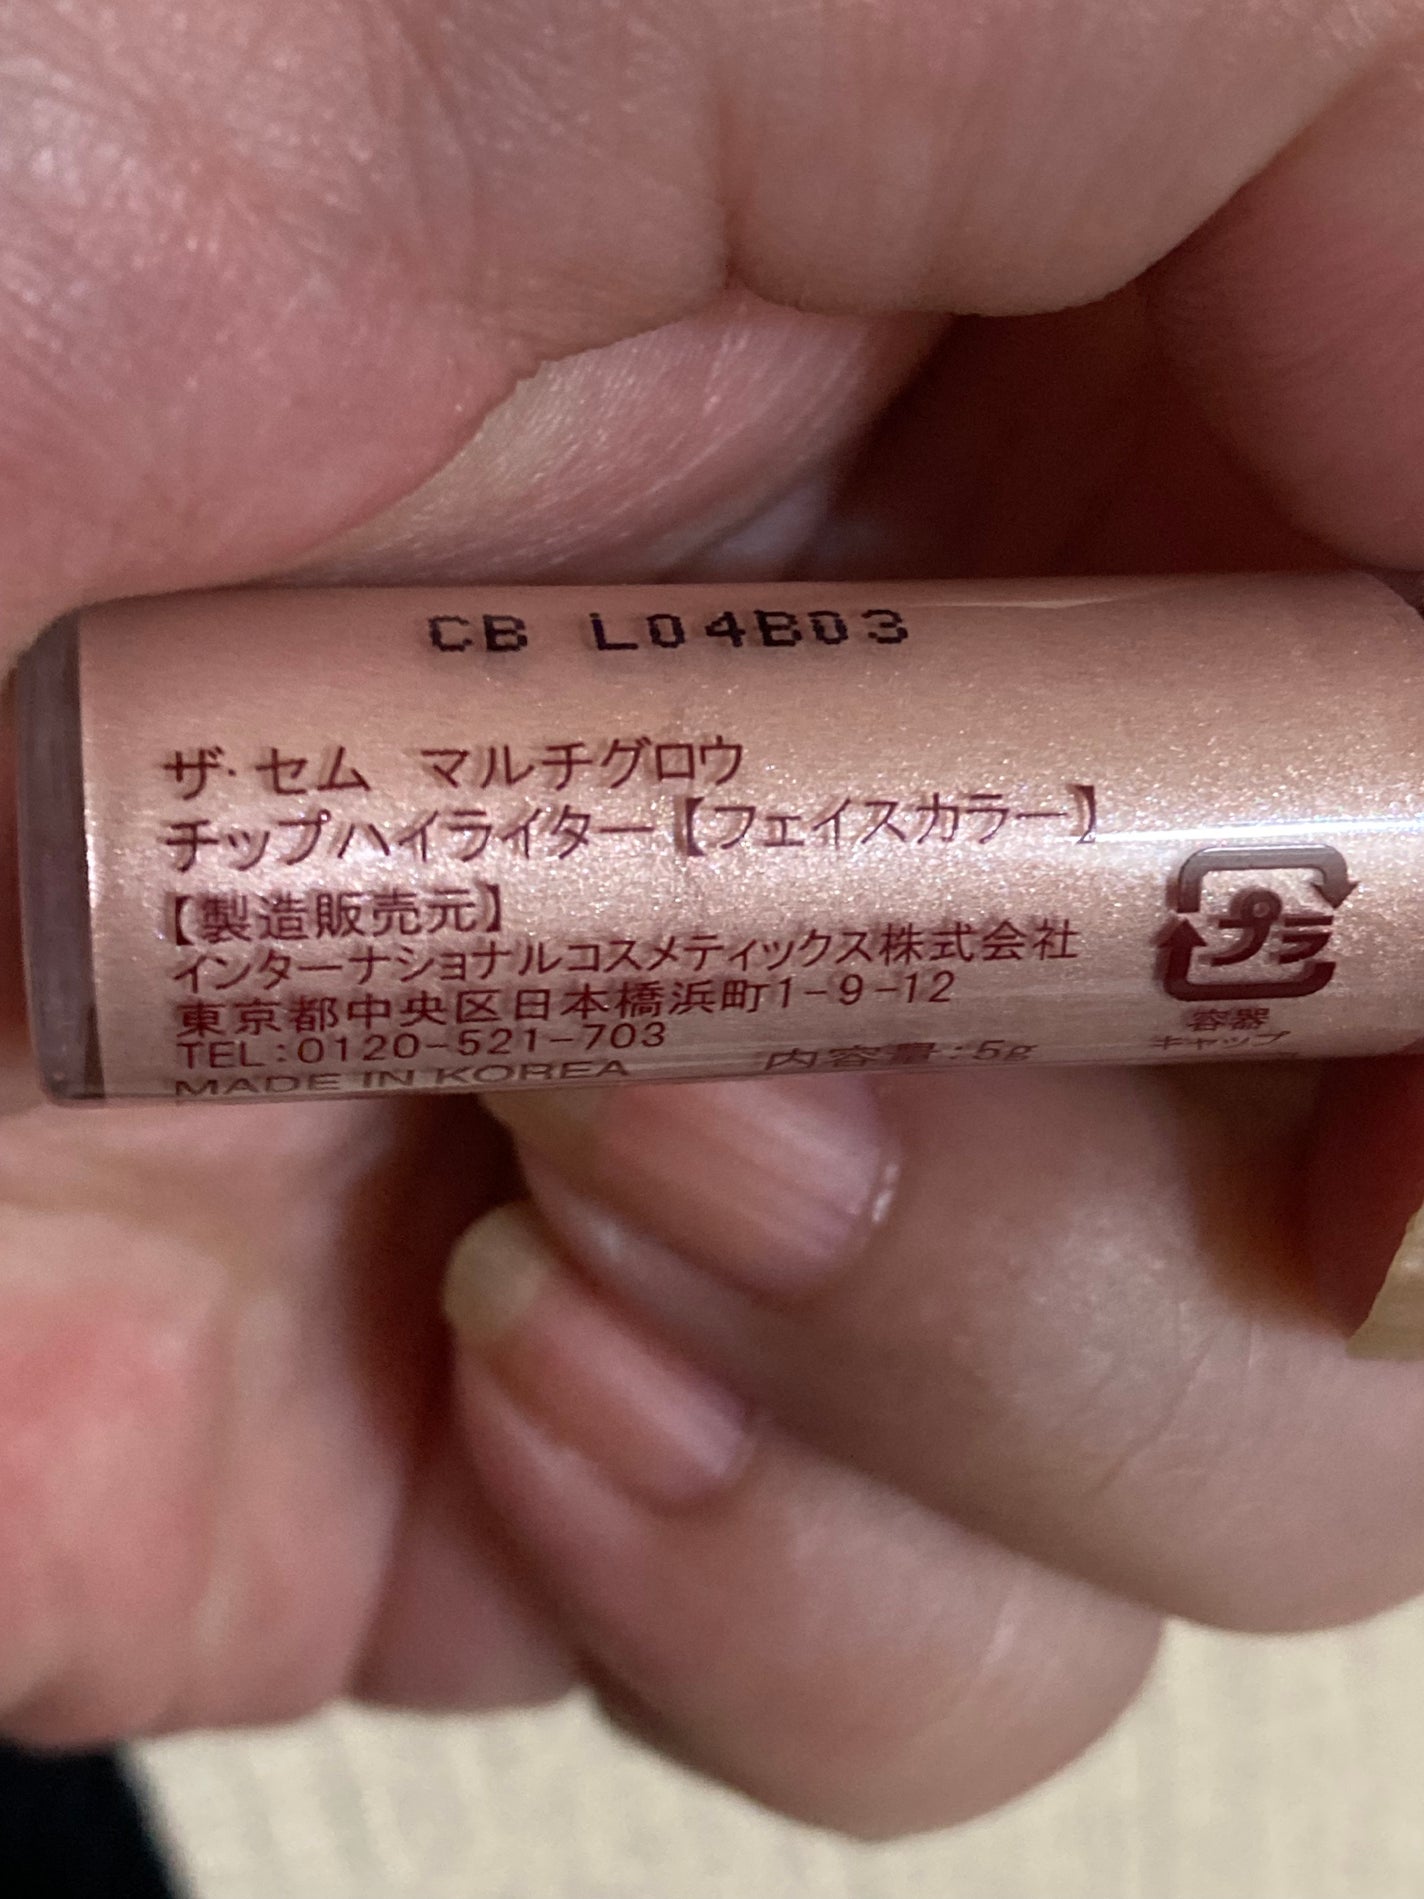 CB L04B03
ザ・セム マルチグロウ
チップハイライター【フェイスカラー】
【製造販売元】
インターナショナルコスメティックス株式会社
東京都中央区日本橋浜町1-9-12
TEL:0120-521-703
MADE IN KOREA 内容量:5g
プラ
容器
キャップ